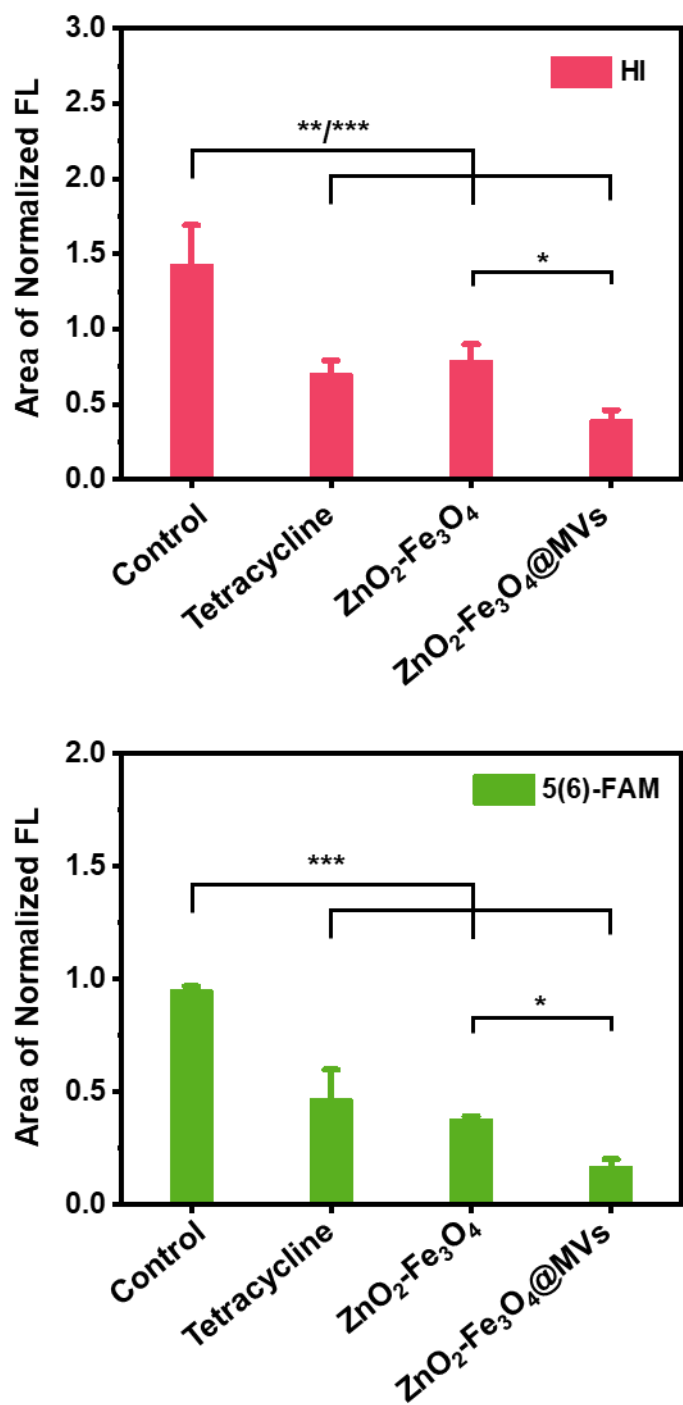 3.0
HI
2.5
**/***
2.0
1.5
*
1.0
0.5
0.0
Area of Normalized FL
Control
Tetracycline
ZnO₂-Fe₃O₄
ZnO₂-Fe₃O₄@MVs
2.0
5(6)-FAM
1.5
***
1.0
*
0.5
0.0
Area of Normalized FL
Control
Tetracycline
ZnO₂-Fe₃O₄
ZnO₂-Fe₃O₄@MVs